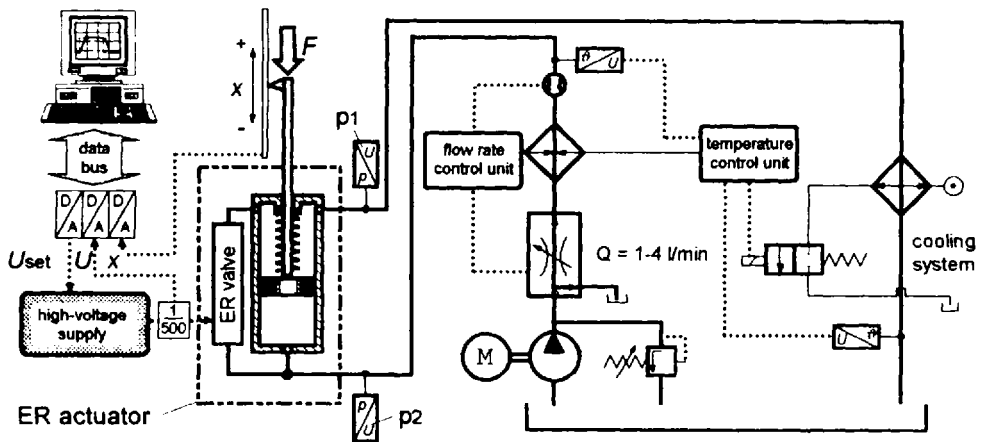 +
F
x
-
data
bus
D/A D/A D/A
Uset U x
high-voltage
supply
1
500
ER valve
ER actuator
p1
U
p
p
U
p2
flow rate
control unit
ϑ
U
temperature
control unit
Q = 1-4 l/min
M
cooling
system
U
ϑ